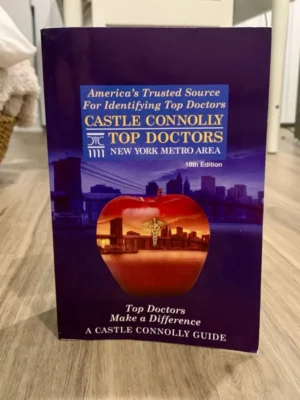 America's Trusted Source
For Identifying Top Doctors
CASTLE CONNOLLY
TOP DOCTORS
NEW YORK METRO AREA
18th Edition
Top Doctors
Make a Difference
A CASTLE CONNOLLY GUIDE